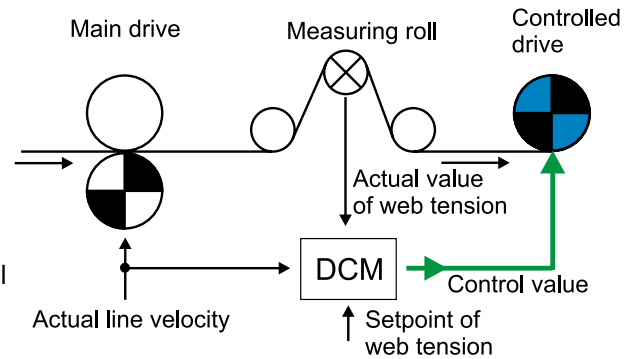 Main drive
Measuring roll
Controlled
drive
Actual value
of web tension
DCM
l
Control value
Actual line velocity
Setpoint of
web tension